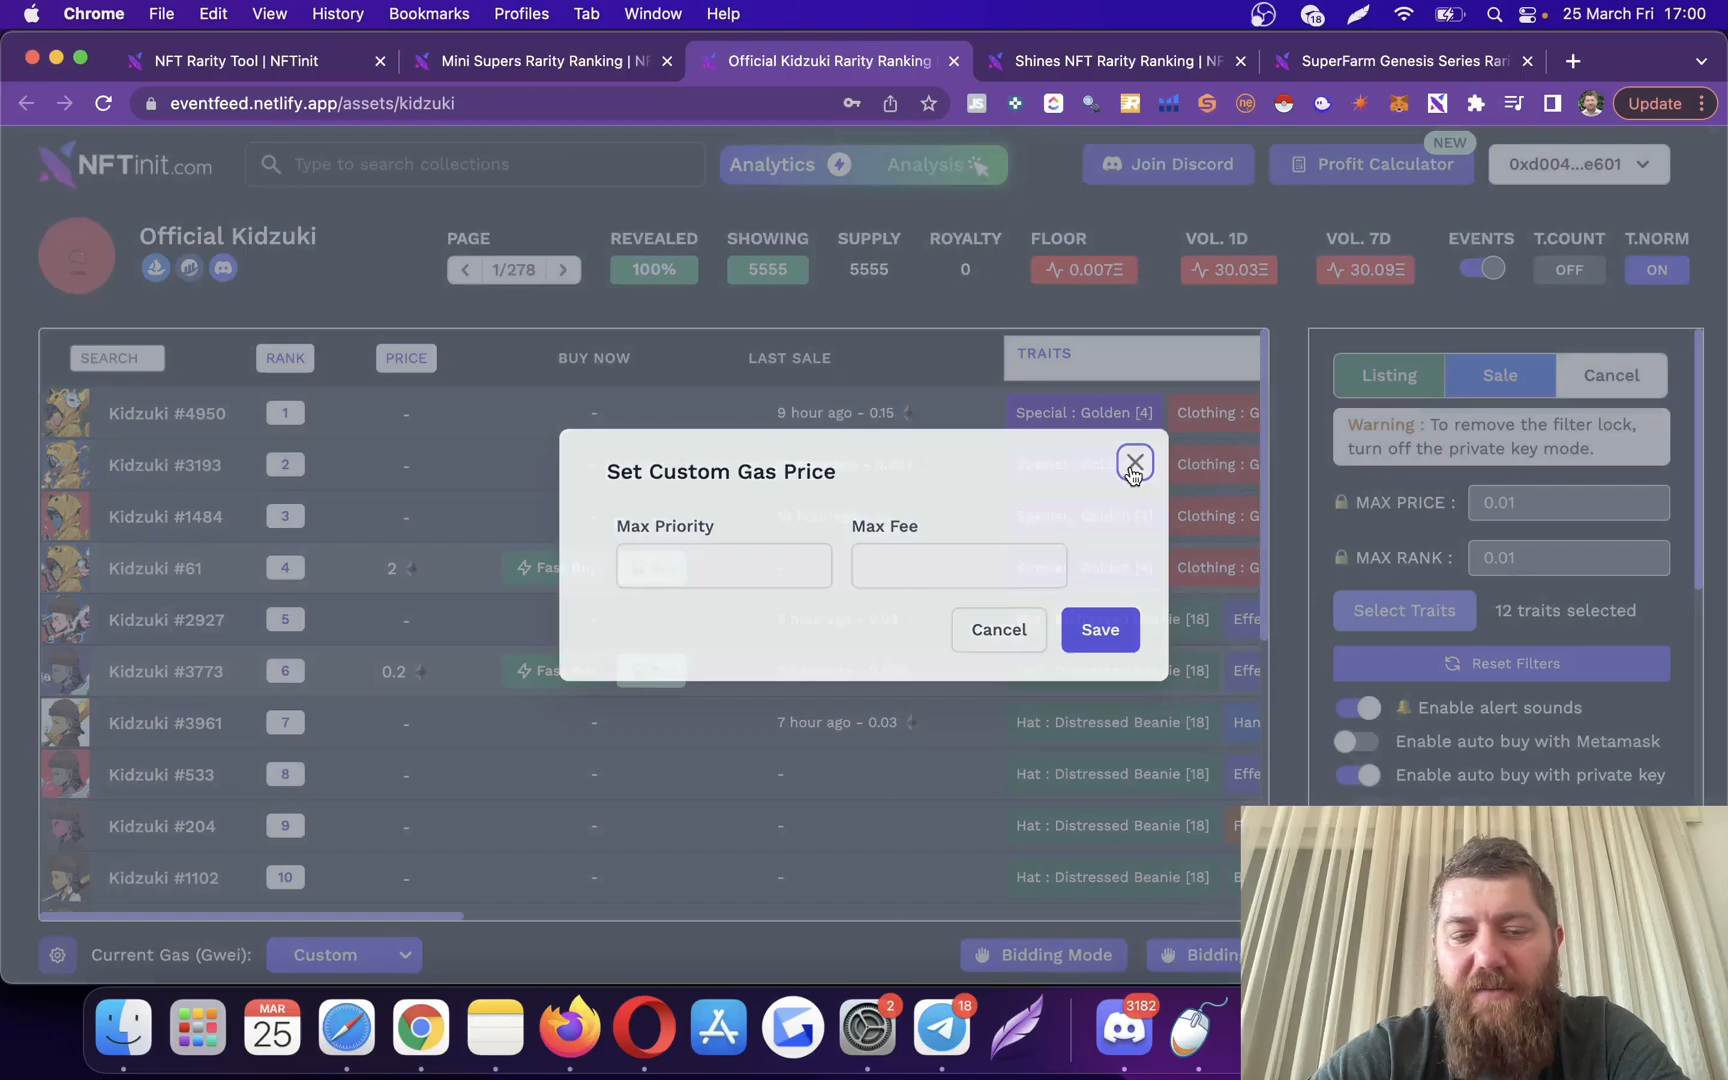 Chrome File Edit View History Bookmarks Profiles Tab Window Help 18 25 March Fri 17:00
NFT Rarity Tool | NFTinit Mini Supers Rarity Ranking | NF Official Kidzuki Rarity Ranking Shines NFT Rarity Ranking | NF SuperFarm Genesis Series Rari
eventfeed.netlify.app/assets/kidzuki Update
NEW
NFTinit.com Type to search collections Analytics Analysis Join Discord Profit Calculator 0xd004...e601
Official Kidzuki PAGE REVEALED SHOWING SUPPLY ROYALTY FLOOR VOL. 1D VOL. 7D EVENTS T.COUNT T.NORM
1/278 100% 5555 5555 0 0.007Ξ 30.03Ξ 30.09Ξ OFF ON
SEARCH RANK PRICE BUY NOW LAST SALE TRAITS
Kidzuki #4950 1 - - 9 hour ago - 0.15 Special : Golden [4] Clothing : G
Kidzuki #3193 2 - Clothing : G
Kidzuki #1484 3 - Clothing : G
Kidzuki #61 4 2 Fas Clothing : G
Kidzuki #2927 5 - [18] Effe
Kidzuki #3773 6 0.2 Fas [18] Effe
Kidzuki #3961 7 - - 7 hour ago - 0.03 Hat : Distressed Beanie [18] Han
Kidzuki #533 8 - - - Hat : Distressed Beanie [18] Effe
Kidzuki #204 9 - - - Hat : Distressed Beanie [18] F
Kidzuki #1102 10 - - - Hat : Distressed Beanie [18]
Set Custom Gas Price
Max Priority Max Fee
Cancel Save
Listing Sale Cancel
Warning : To remove the filter lock,
turn off the private key mode.
MAX PRICE : 0.01
MAX RANK : 0.01
Select Traits 12 traits selected
Reset Filters
Enable alert sounds
Enable auto buy with Metamask
Enable auto buy with private key
Current Gas (Gwei): Custom Bidding Mode Bidding
MAR
25
2 18 3182